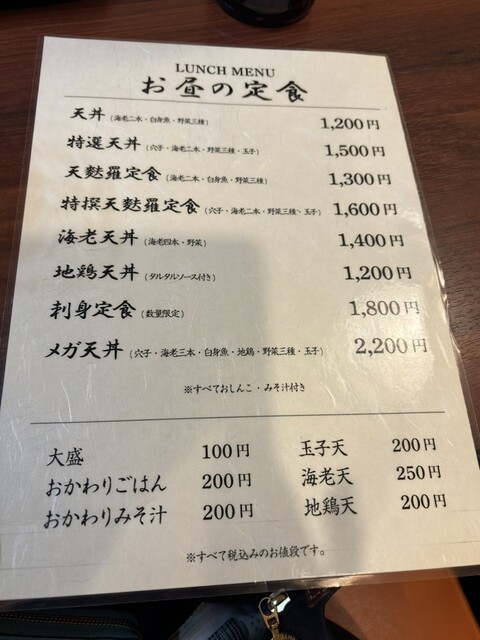 LUNCH MENU
お昼の定食
天丼 (海老二本・白身魚・野菜三種) 1,200円
特選天丼 (穴子・海老二本・野菜三種・玉子) 1,500円
天麩羅定食 (海老二本・白身魚・野菜三種) 1,300円
特撰天麩羅定食 (穴子・海老二本・野菜三種・玉子) 1,600円
海老天丼 (海老四本・野菜) 1,400円
地鶏天丼 (タルタルソース付き) 1,200円
刺身定食 (数量限定) 1,800円
メガ天丼 (穴子・海老三本・白身魚・地鶏・野菜三種・玉子) 2,200円
※すべておしんこ・みそ汁付き
大盛 100円 玉子天 200円
おかわりごはん 200円 海老天 250円
おかわりみそ汁 200円 地鶏天 200円
※すべて税込みのお値段です。